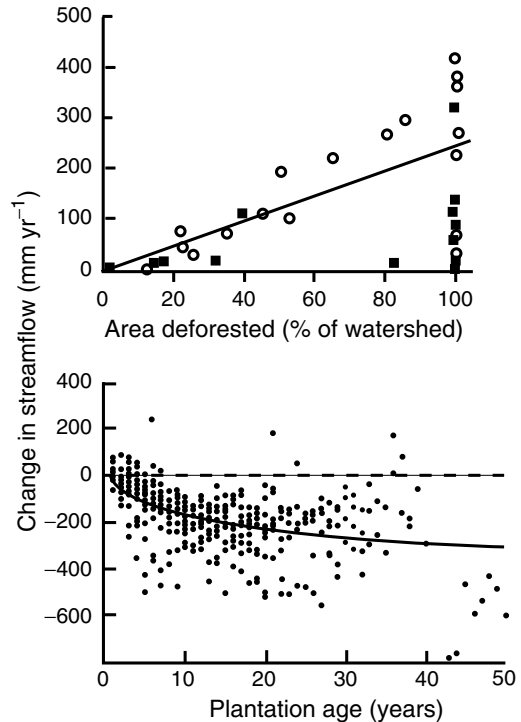 500
400
300
200
100
0
0 20 40 60 80 100
Area deforested (% of watershed)
Change in streamflow (mm yr⁻¹)
400
200
0
−200
−400
−600
0 10 20 30 40 50
Plantation age (years)